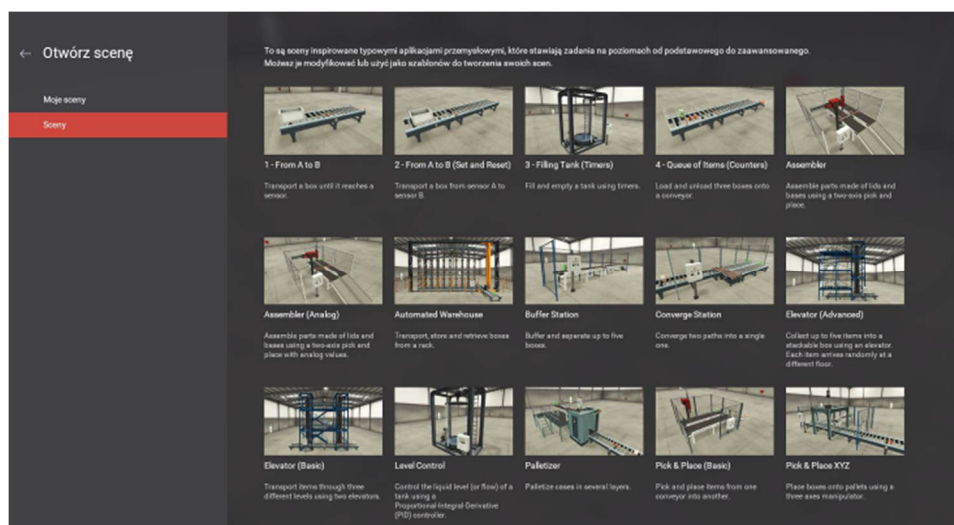 ← Otwórz scenę
Moje sceny
Sceny
To są sceny inspirowane typowymi aplikacjami przemysłowymi, które stawiają zadania na poziomach od podstawowego do zaawansowanego.
Możesz je modyfikować lub użyć jako szablonów do tworzenia swoich scen.
1 - From A to B
Transport a box until it reaches a
sensor.
2 - From A to B (Set and Reset)
Transport a box from sensor A to
sensor B.
3 - Filling Tank (Timers)
Fill and empty a tank using timers.
4 - Queue of Items (Counters)
Load and unload three boxes onto
a conveyor.
Assembler
Assemble parts made of lids and
bases using a two-axis pick and
place.
Assembler (Analog)
Assemble parts made of lids and
bases using a two-axis pick and
place with analog values.
Automated Warehouse
Transport, store and retrieve boxes
from a rack.
Buffer Station
Buffer and separate up to five
boxes.
Converge Station
Converge two paths into a single
one.
Elevator (Advanced)
Collect up to five items into a
stackable box using an elevator.
Each item arrives randomly at a
different floor.
Elevator (Basic)
Transport items through three
different levels using two elevators.
Level Control
Control the liquid level (or flow) of a
tank using a
Proportional-Integral-Derivative
(PID) controller.
Palletizer
Palletize cases in several layers.
Pick & Place (Basic)
Pick and place items from one
conveyor into another.
Pick & Place XYZ
Place boxes onto pallets using a
three axes manipulator.